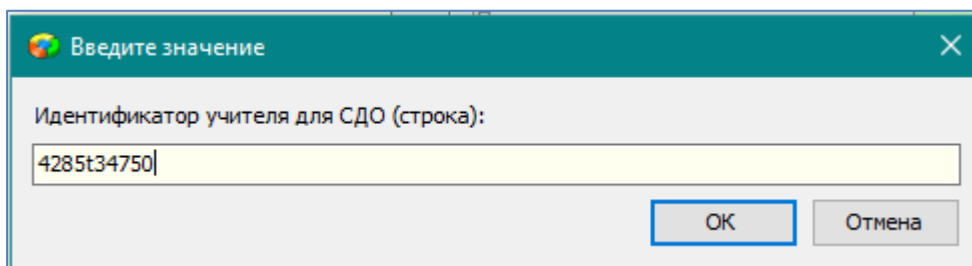 Введите значение
Идентификатор учителя для СДО (строка):
4285t34750
OK
Отмена